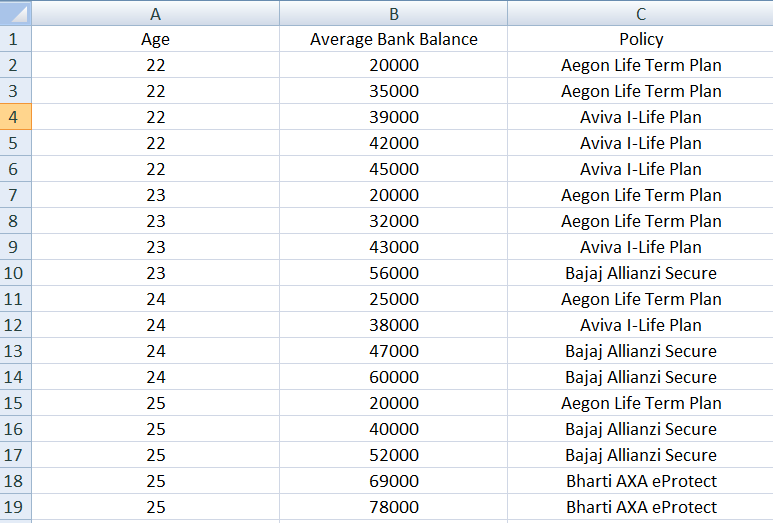 A B C
1 Age Average Bank Balance Policy
2 22 20000 Aegon Life Term Plan
3 22 35000 Aegon Life Term Plan
4 22 39000 Aviva I-Life Plan
5 22 42000 Aviva I-Life Plan
6 22 45000 Aviva I-Life Plan
7 23 20000 Aegon Life Term Plan
8 23 32000 Aegon Life Term Plan
9 23 43000 Aviva I-Life Plan
10 23 56000 Bajaj Allianzi Secure
11 24 25000 Aegon Life Term Plan
12 24 38000 Aviva I-Life Plan
13 24 47000 Bajaj Allianzi Secure
14 24 60000 Bajaj Allianzi Secure
15 25 20000 Aegon Life Term Plan
16 25 40000 Bajaj Allianzi Secure
17 25 52000 Bajaj Allianzi Secure
18 25 69000 Bharti AXA eProtect
19 25 78000 Bharti AXA eProtect